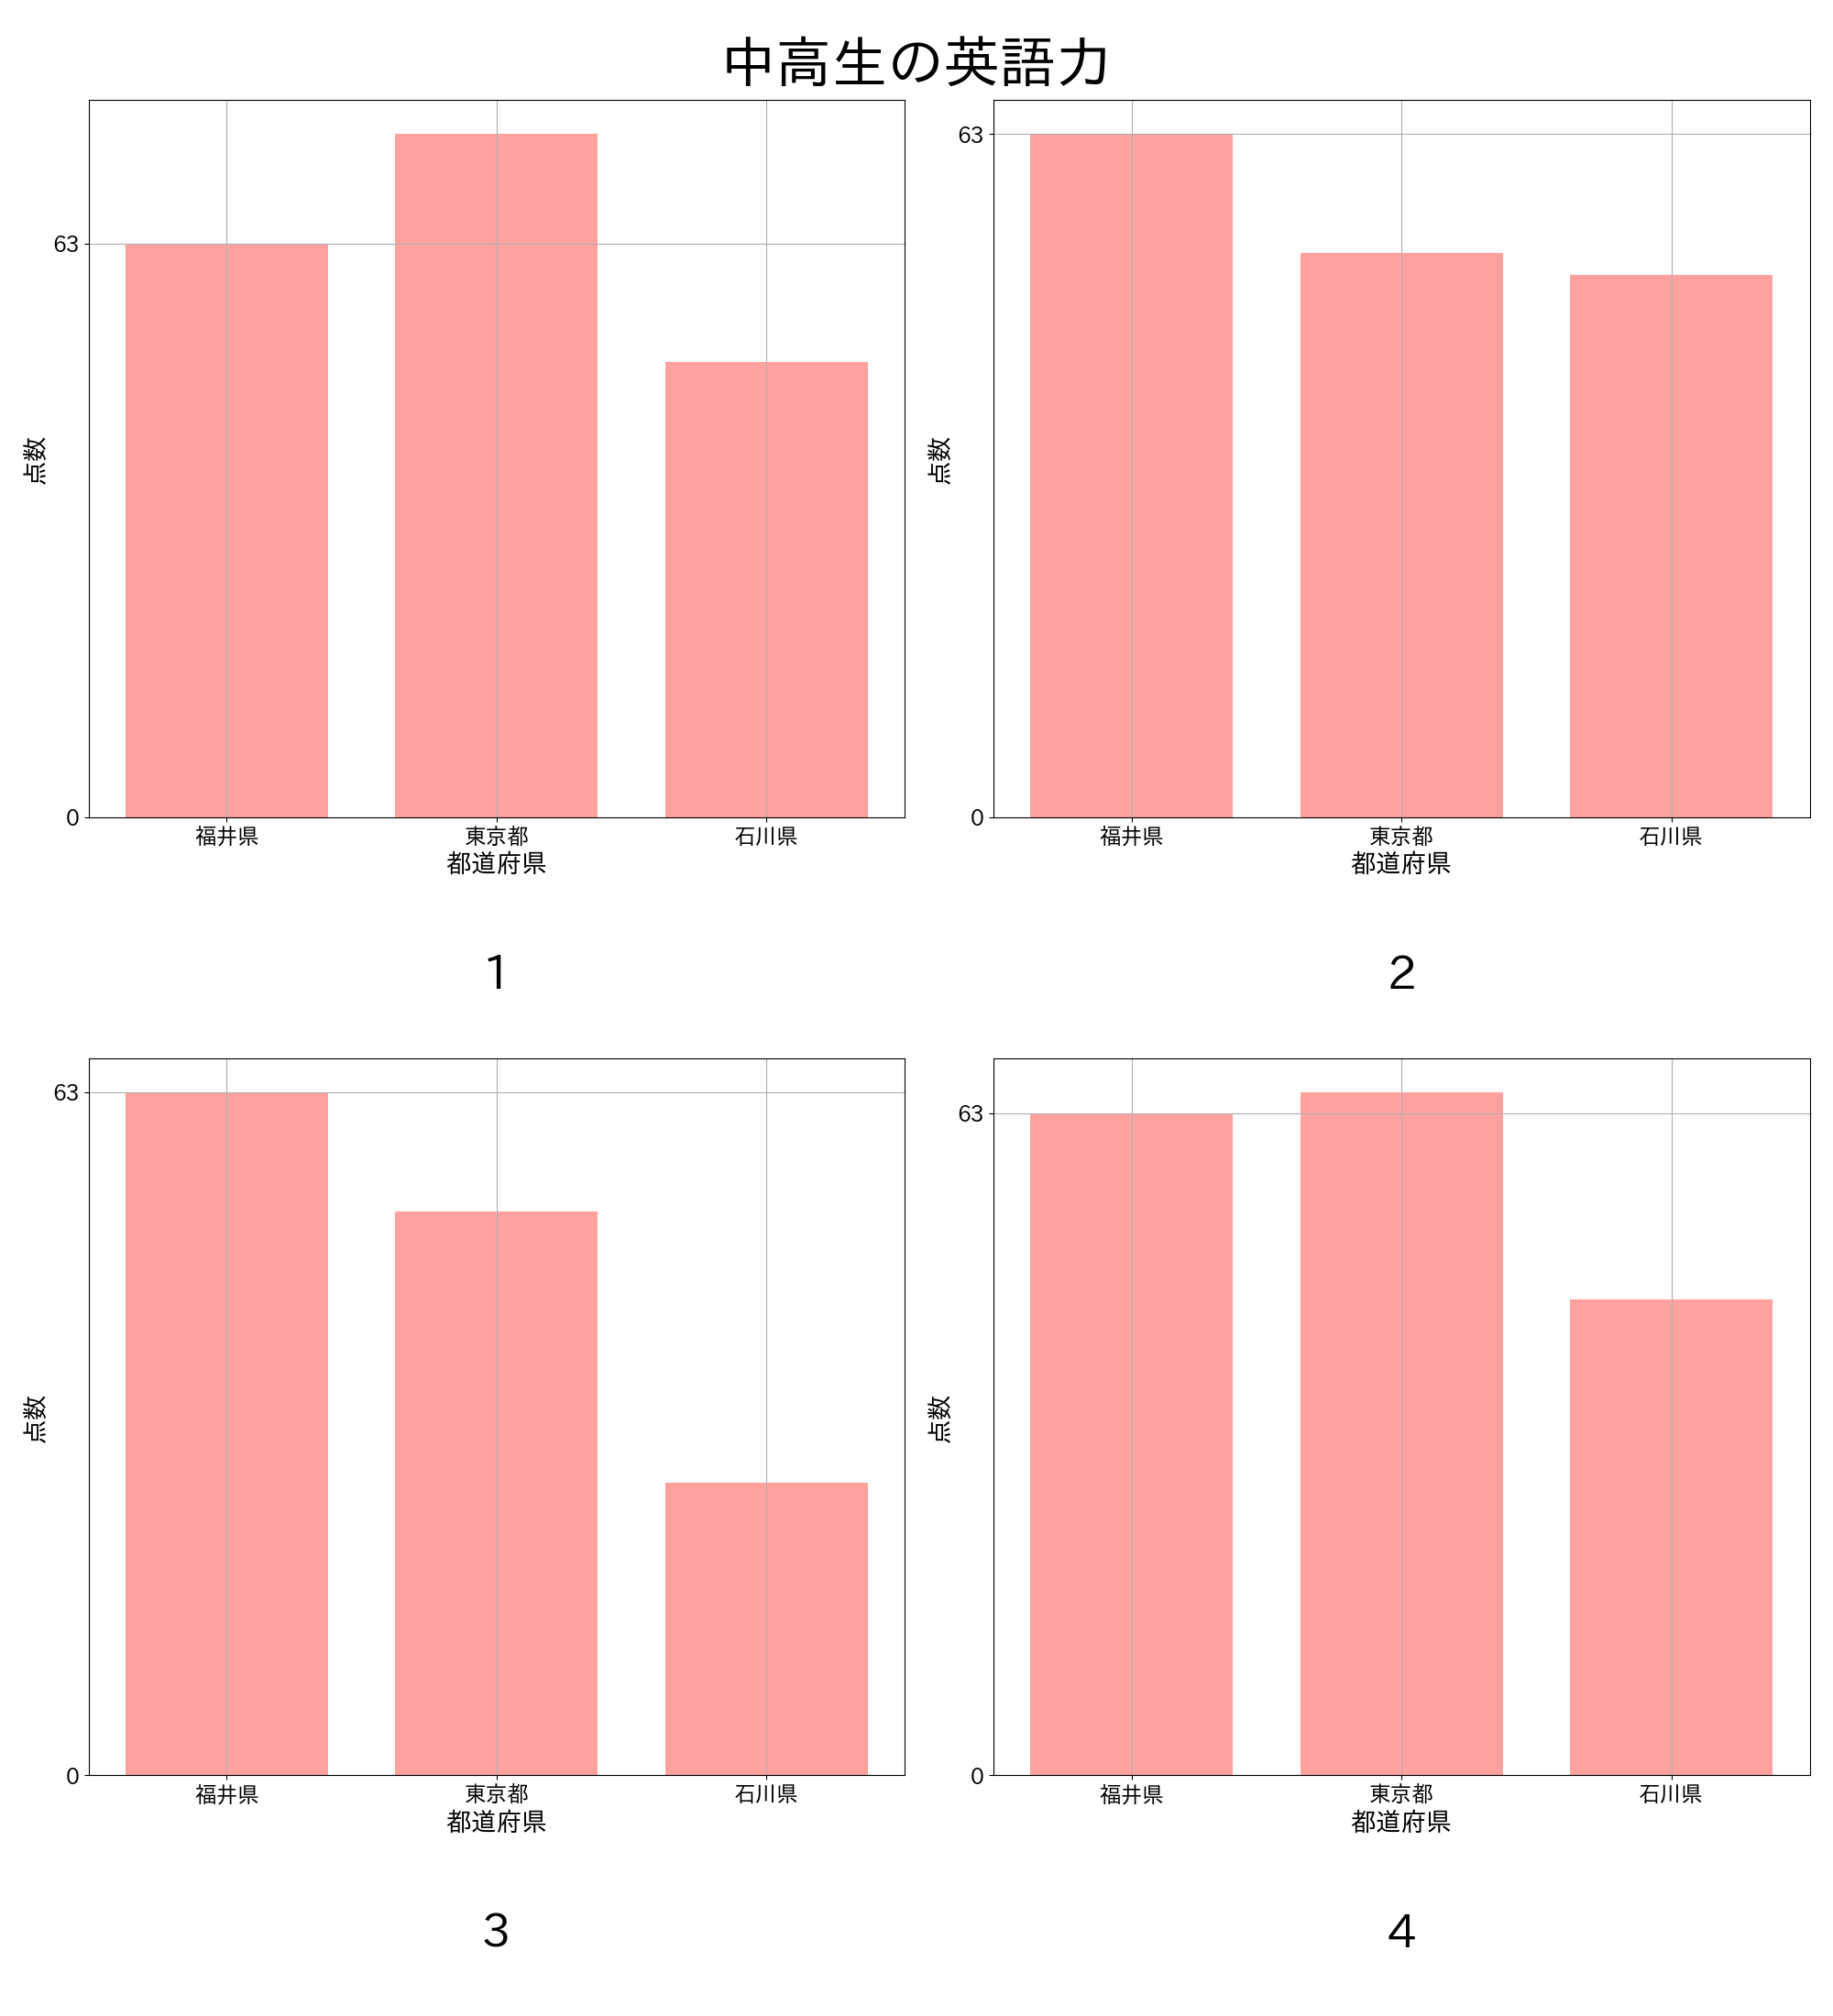 中高生の英語力
63
0
点数
福井県 東京都 石川県
都道府県
1
63
0
点数
福井県 東京都 石川県
都道府県
2
63
0
点数
福井県 東京都 石川県
都道府県
3
63
0
点数
福井県 東京都 石川県
都道府県
4